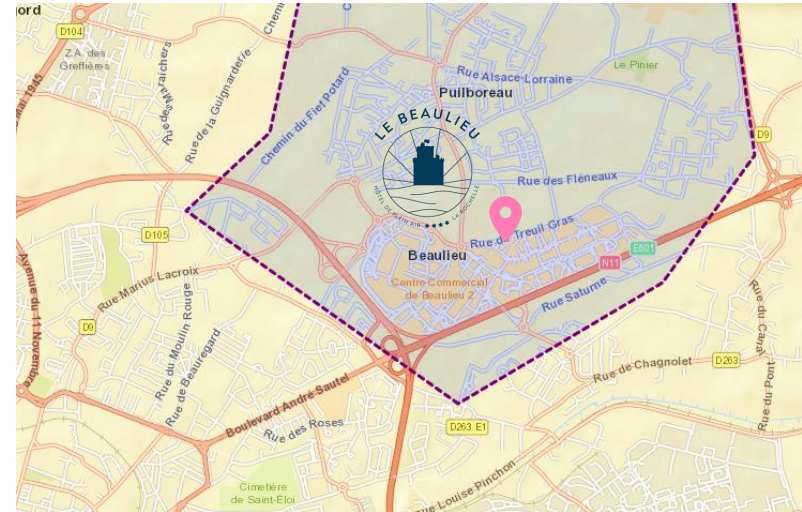 jord
D104
Z.A. des
Greffières
Rue des Maraîchers
Rue de la Guignarderie
Chemin du Fief Potard
Mai 1945
Rue Alsace-Lorraine
Le Pinier
Puilboreau
LE BEAULIEU
HÔTEL DE PLEIN AIR ★★★★ LA ROCHELLE
D9
Rue des Fléneaux
Rue du Treuil Gras
D105
Beaulieu
E601
N11
Centre Commercial
de Beaulieu 2
Rue Saturne
Avenue du 11 Novembre
Rue Marius Lacroix
D9
Rue du Moulin Rouge
Rue de Beauregard
Rue du Canal
Rue de Chagnolet
D263
Rue du Pont
Boulevard André Sautel
Rue des Roses
D263 E1
Cimetière
de Saint-Éloi
Rue Louise Pinchon